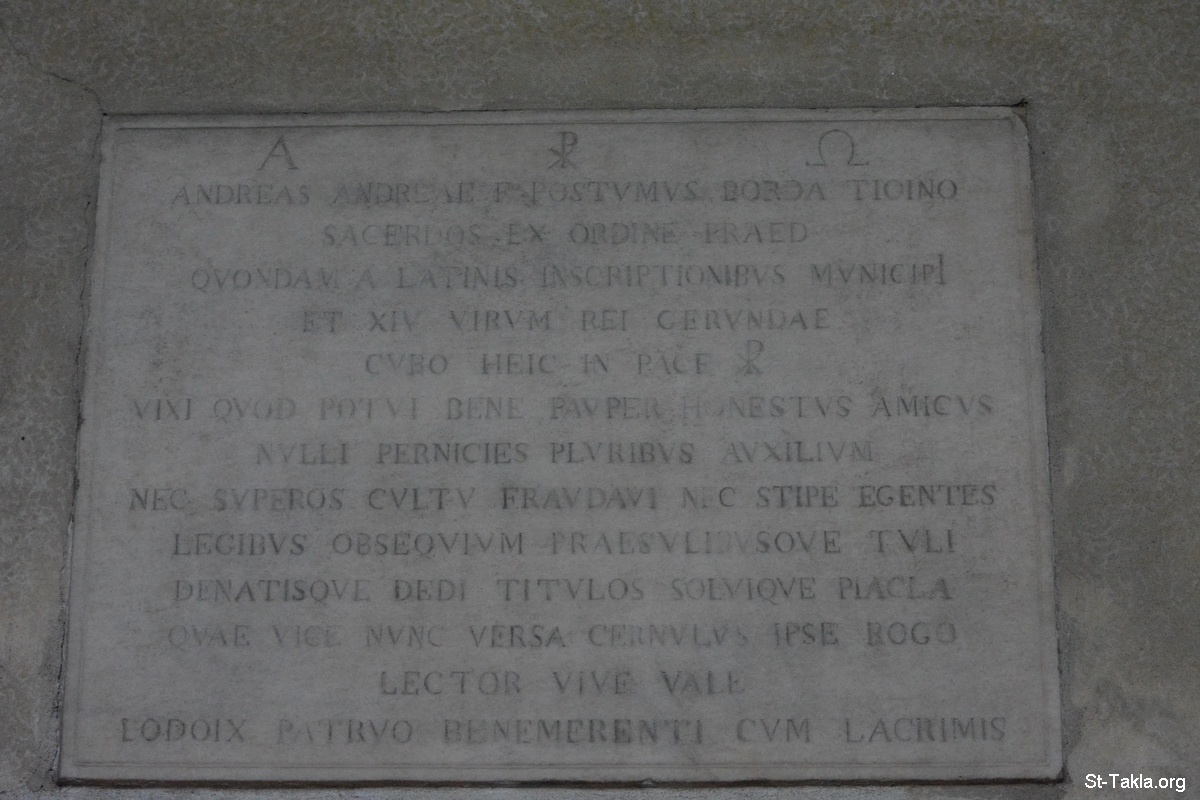 Α ☧ Ω
ANDREAS ANDREAE F POSTVMVS BORDA TICINO
SACERDOS EX ORDINE PRAED
QVONDAM A LATINIS INSCRIPTIONIBVS MVNICIPI
ET XIV VIRVM REI GERVNDAE
CVBO HEIC IN PACE ☧
VIXI QVOD POTVI BENE PAVPER HONESTVS AMICVS
NVLLI PERNICIES PLVRIBVS AVXILIVM
NEC SVPEROS CVLTV FRAVDAVI NEC STIPE EGENTES
LEGIBVS OBSEQVIVM PRAESVLIBVSQVE TVLI
DENATISQVE DEDI TITVLOS SOLVIQVE PIACLA
QVAE VICE NVNC VERSA CERNVLVS IPSE ROGO
LECTOR VIVE VALE
LODOIX PATRVO BENEMERENTI CVM LACRIMIS
St-Takla.org